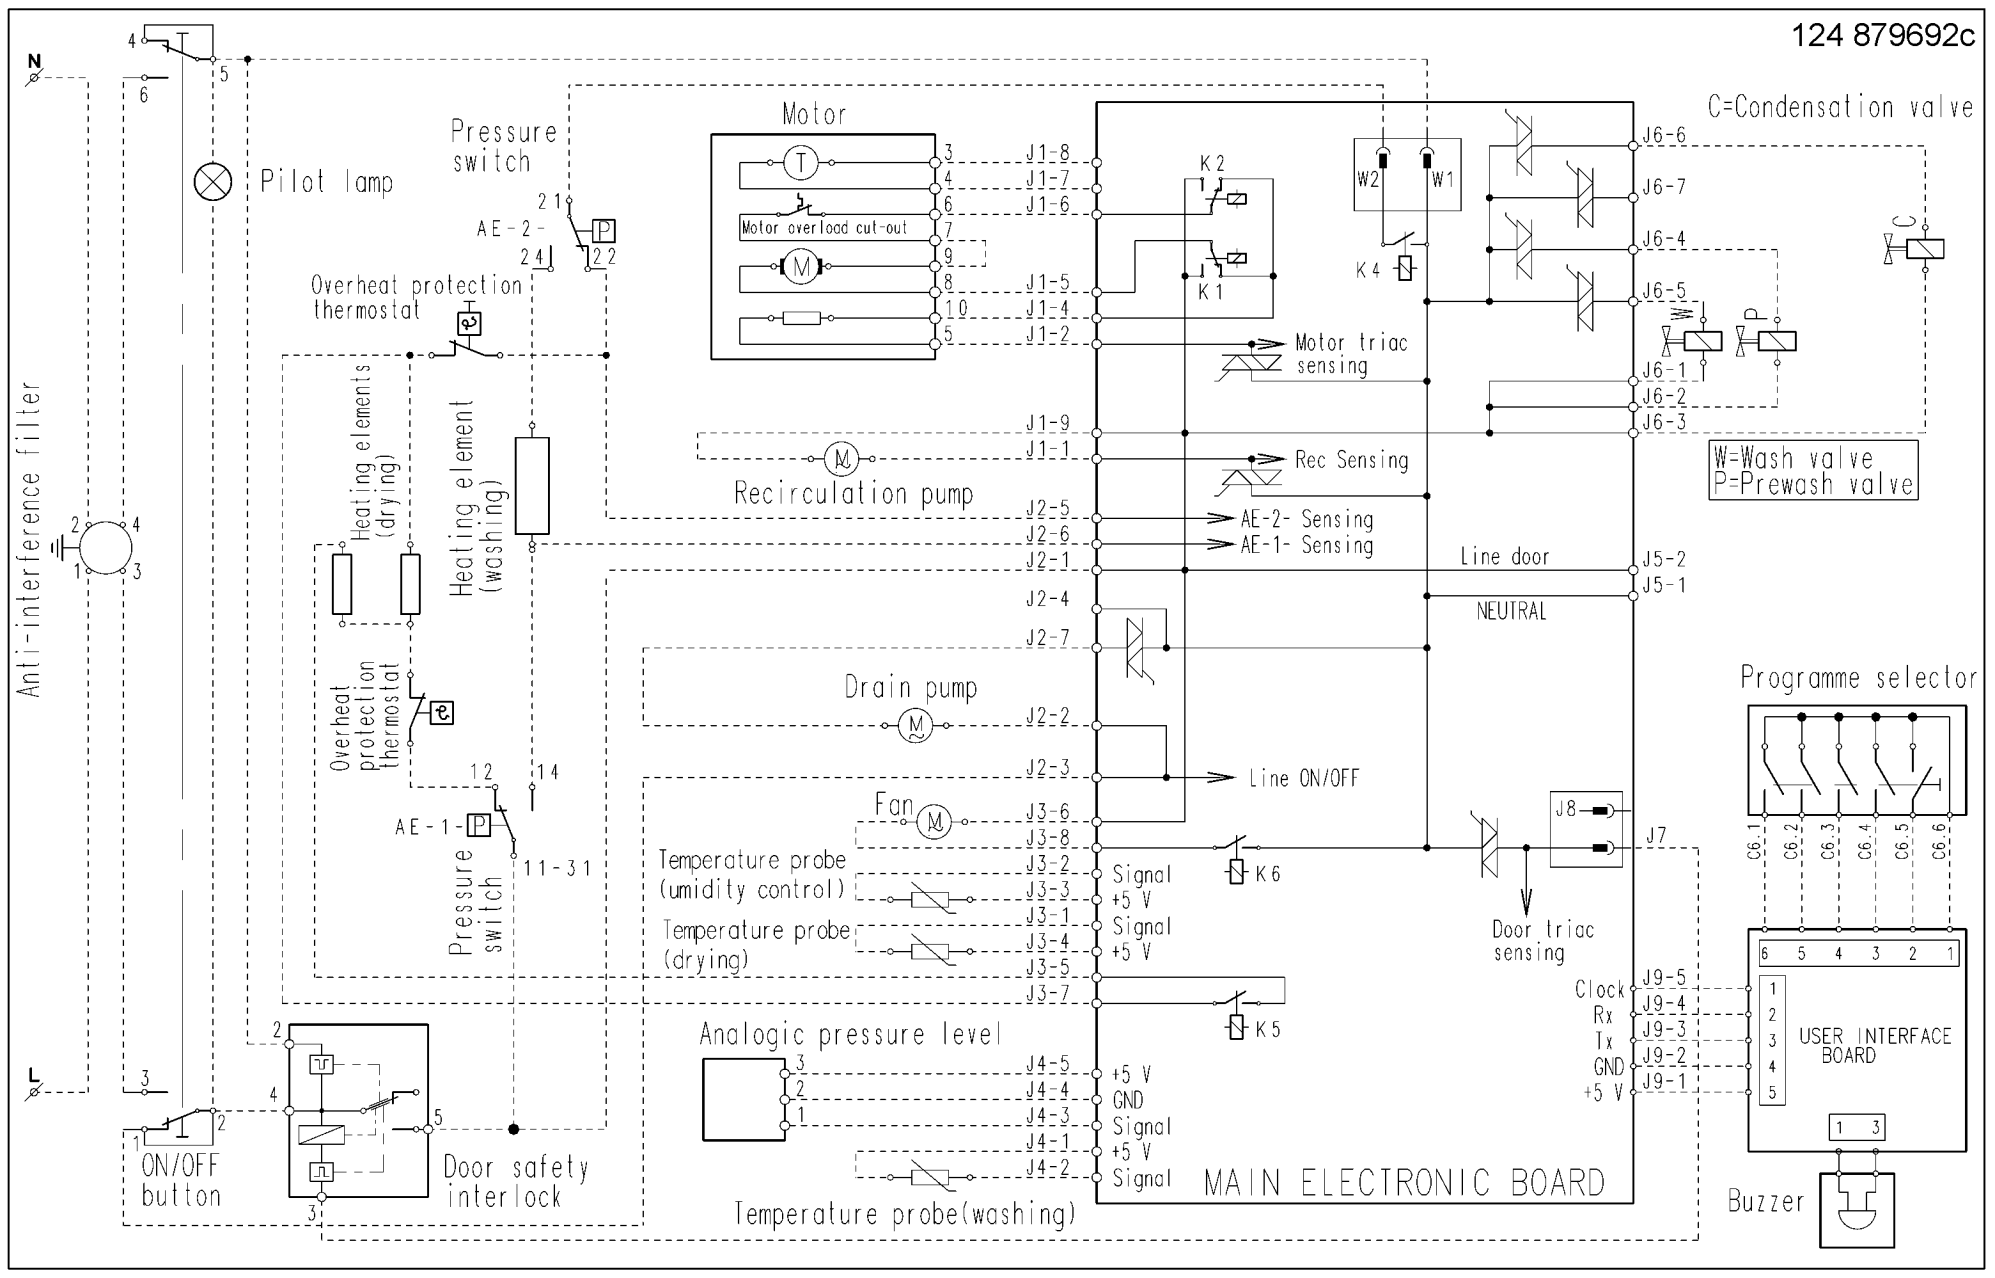 124 879692c
N
4
5
6
Pilot lamp
Pressure
switch
21
AE-2-
P
24
22
Overheat protection
thermostat
Motor
T
Motor overload cut-out
M
3
4
6
7
9
8
10
5
J1-8
J1-7
J1-6
J1-5
J1-4
J1-2
J1-9
J1-1
K2
K1
W2
W1
K4
Motor triac
sensing
Rec Sensing
C=Condensation valve
J6-6
J6-7
J6-4
J6-5
J6-1
J6-2
J6-3
C
W
P
W=Wash valve
P=Prewash valve
Anti-interference filter
2
4
1
3
Heating elements
(drying)
Heating element
(washing)
M
Recirculation pump
J2-5
J2-6
J2-1
J2-4
J2-7
J2-2
J2-3
AE-2- Sensing
AE-1- Sensing
Line door
J5-2
J5-1
NEUTRAL
Overheat
protection
thermostat
Drain pump
M
Line ON/OFF
12
14
AE-1-
P
11-31
Pressure
switch
Fan
M
J3-6
J3-8
J3-2
J3-3
J3-1
J3-4
J3-5
J3-7
Temperature probe
(umidity control)
Temperature probe
(drying)
Signal
+5 V
Signal
+5 V
K6
K5
J8
J7
Door triac
sensing
Programme selector
C6.1
C6.2
C6.3
C6.4
C6.5
C6.6
6
5
4
3
2
1
Clock
Rx
Tx
GND
+5 V
J9-5
J9-4
J9-3
J9-2
J9-1
1
2
3
4
5
USER INTERFACE
BOARD
1
3
Buzzer
L
3
1
2
ON/OFF
button
2
4
5
3
Door safety
interlock
Analogic pressure level
3
2
1
J4-5
J4-4
J4-3
J4-1
J4-2
+5 V
GND
Signal
+5 V
Signal
Temperature probe(washing)
MAIN ELECTRONIC BOARD